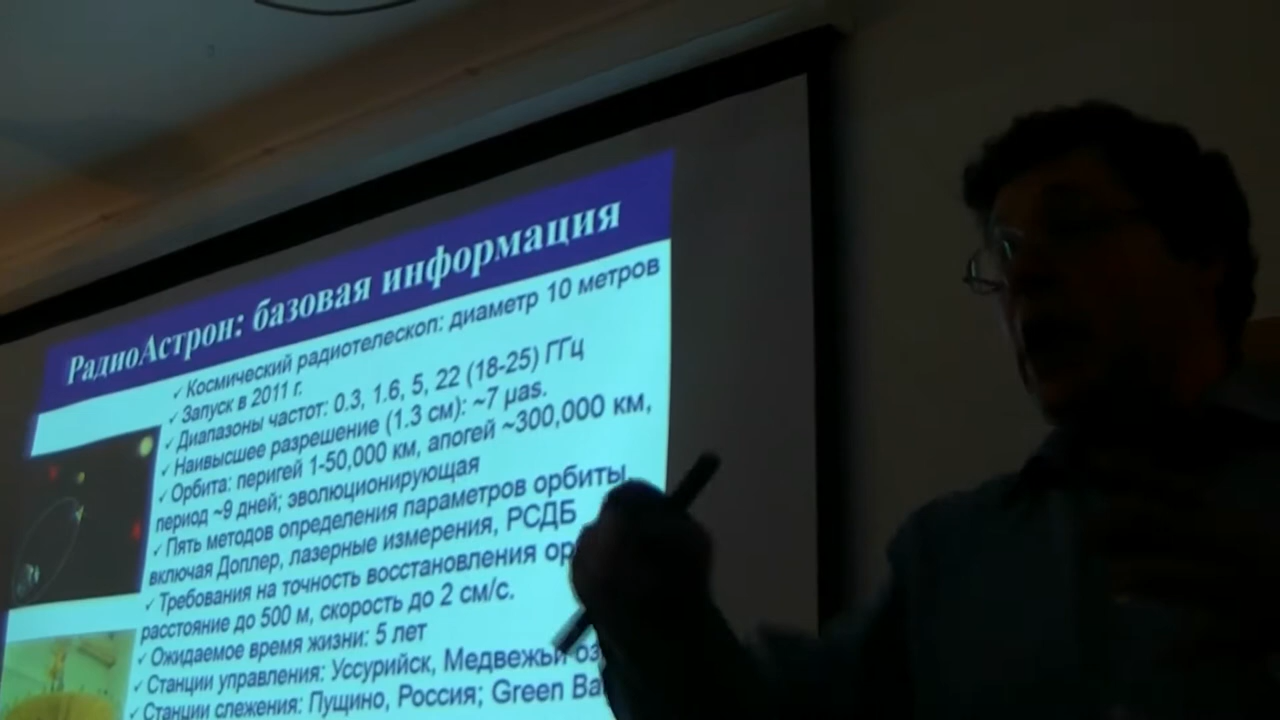 РадиоАстрон: базовая информация
✓ Космический радиотелескоп: диаметр 10 метров
✓ Запуск в 2011 г.
✓ Диапазоны частот: 0.3, 1.6, 5, 22 (18-25) ГГц
✓ Наивысшее разрешение (1.3 см): ~7 µas.
✓ Орбита: перигей 1-50,000 км, апогей ~300,000 км,
период ~9 дней; эволюционирующая
✓ Пять методов определения параметров орбиты,
включая Доплер, лазерные измерения, РСДБ
✓ Требования на точность восстановления
расстояние до 500 м, скорость до 2 см/с.
✓ Ожидаемое время жизни: 5 лет
✓ Станции управления: Уссурийск, Медвежьи
✓ Станции слежения: Пущино, Россия; Green